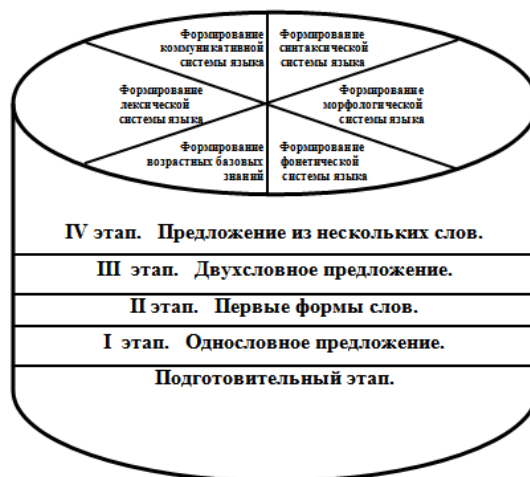 Формирование
коммуникативной
системы языка
Формирование
синтаксической
системы языка
Формирование
лексической
системы языка
Формирование
морфологической
системы языка
Формирование
возрастных базовых
знаний
Формирование
фонетической
системы языка
IV этап. Предложение из нескольких слов.
III этап. Двухсловное предложение.
II этап. Первые формы слов.
I этап. Однословное предложение.
Подготовительный этап.